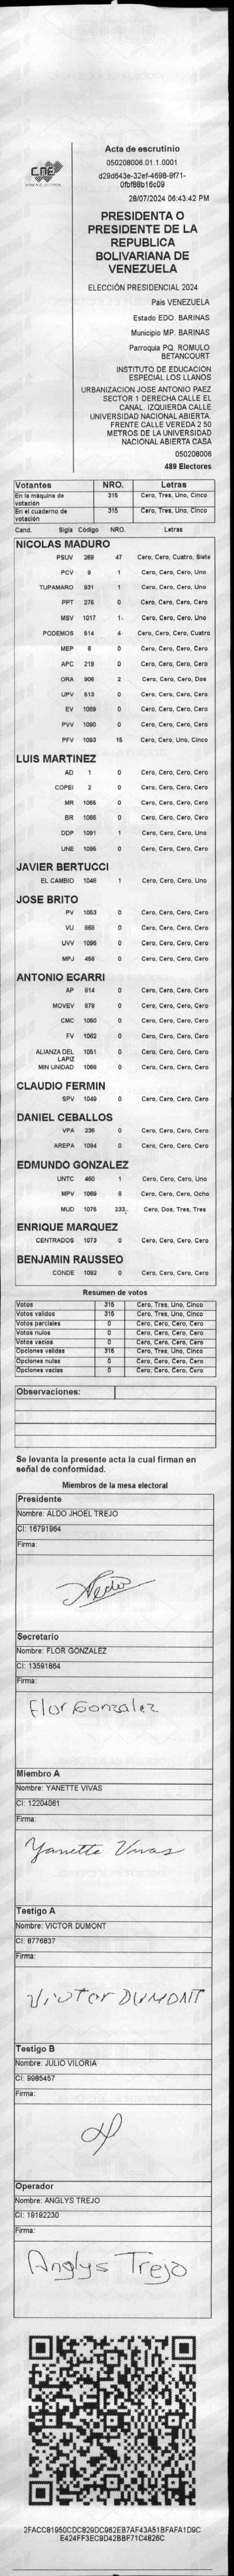 CNE
Acta de escrutinio
050208006.01.1.0001
d29d643e-32ef-4698-9f71-
0fbf88b16c09
28/07/2024 06:43:42 PM
PRESIDENTA O
PRESIDENTE DE LA
REPUBLICA
BOLIVARIANA DE
VENEZUELA
ELECCIÓN PRESIDENCIAL 2024
País VENEZUELA
Estado EDO. BARINAS
Municipio MP. BARINAS
Parroquia PQ. ROMULO
BETANCOURT
INSTITUTO DE EDUCACION
ESPECIAL LOS LLANOS
URBANIZACION JOSE ANTONIO PAEZ
SECTOR 1 DERECHA CALLE EL
CANAL. IZQUIERDA CALLE
UNIVERSIDAD NACIONAL ABIERTA.
FRENTE CALLE VEREDA 2 50
METROS DE LA UNIVERSIDAD
NACIONAL ABIERTA CASA
050208006
489 Electores
Votantes NRO. Letras
En la máquina de votación 315 Cero, Tres, Uno, Cinco
En el cuaderno de votación 315 Cero, Tres, Uno, Cinco
Cand. Sigla Código NRO. Letras
NICOLAS MADURO
PSUV 269 47 Cero, Cero, Cuatro, Siete
PCV 9 1 Cero, Cero, Cero, Uno
TUPAMARO 931 1 Cero, Cero, Cero, Uno
PPT 275 0 Cero, Cero, Cero, Cero
MSV 1017 1 Cero, Cero, Cero, Uno
PODEMOS 514 4 Cero, Cero, Cero, Cuatro
MEP 6 0 Cero, Cero, Cero, Cero
APC 219 0 Cero, Cero, Cero, Cero
ORA 906 2 Cero, Cero, Cero, Dos
UPV 613 0 Cero, Cero, Cero, Cero
EV 1089 0 Cero, Cero, Cero, Cero
PVV 1090 0 Cero, Cero, Cero, Cero
PFV 1093 15 Cero, Cero, Uno, Cinco
LUIS MARTINEZ
AD 1 0 Cero, Cero, Cero, Cero
COPEI 2 0 Cero, Cero, Cero, Cero
MR 1065 0 Cero, Cero, Cero, Cero
BR 1066 0 Cero, Cero, Cero, Cero
DDP 1091 1 Cero, Cero, Cero, Uno
UNE 1095 0 Cero, Cero, Cero, Cero
JAVIER BERTUCCI
EL CAMBIO 1048 1 Cero, Cero, Cero, Uno
JOSE BRITO
PV 1053 0 Cero, Cero, Cero, Cero
VU 868 0 Cero, Cero, Cero, Cero
UVV 1096 0 Cero, Cero, Cero, Cero
MPJ 458 0 Cero, Cero, Cero, Cero
ANTONIO ECARRI
AP 914 0 Cero, Cero, Cero, Cero
MOVEV 979 0 Cero, Cero, Cero, Cero
CMC 1050 0 Cero, Cero, Cero, Cero
FV 1062 0 Cero, Cero, Cero, Cero
ALIANZA DEL LAPIZ 1051 0 Cero, Cero, Cero, Cero
MIN UNIDAD 1068 0 Cero, Cero, Cero, Cero
CLAUDIO FERMIN
SPV 1049 0 Cero, Cero, Cero, Cero
DANIEL CEBALLOS
VPA 236 0 Cero, Cero, Cero, Cero
AREPA 1094 0 Cero, Cero, Cero, Cero
EDMUNDO GONZALEZ
UNTC 460 1 Cero, Cero, Cero, Uno
MPV 1069 8 Cero, Cero, Cero, Ocho
MUD 1075 233 Cero, Dos, Tres, Tres
ENRIQUE MARQUEZ
CENTRADOS 1073 0 Cero, Cero, Cero, Cero
BENJAMIN RAUSSEO
CONDE 1092 0 Cero, Cero, Cero, Cero
Resumen de votos
Votos 315 Cero, Tres, Uno, Cinco
Votos validos 315 Cero, Tres, Uno, Cinco
Votos parciales 0 Cero, Cero, Cero, Cero
Votos nulos 0 Cero, Cero, Cero, Cero
Votos vacios 0 Cero, Cero, Cero, Cero
Opciones validas 315 Cero, Tres, Uno, Cinco
Opciones nulas 0 Cero, Cero, Cero, Cero
Opciones vacias 0 Cero, Cero, Cero, Cero
Observaciones:
Se levanta la presente acta la cual firman en
señal de conformidad.
Miembros de la mesa electoral
Presidente
Nombre: ALDO JHOEL TREJO
CI: 16791964
Firma:
Secretario
Nombre: FLOR GONZALEZ
CI: 13591864
Firma:
Flor Gonzalez
Miembro A
Nombre: YANETTE VIVAS
CI: 12204061
Firma:
Yanette Vivas
Testigo A
Nombre: VICTOR DUMONT
CI: 8776837
Firma:
Victor DUMONT
Testigo B
Nombre: JULIO VILORIA
CI: 9985457
Firma:
Operador
Nombre: ANGLYS TREJO
CI: 19192230
Firma:
Anglys Trejo
2FACC81950CDC829DC962EB7AF43A51BFAFA1D9C
E424FF3EC9D42BBF71C4826C